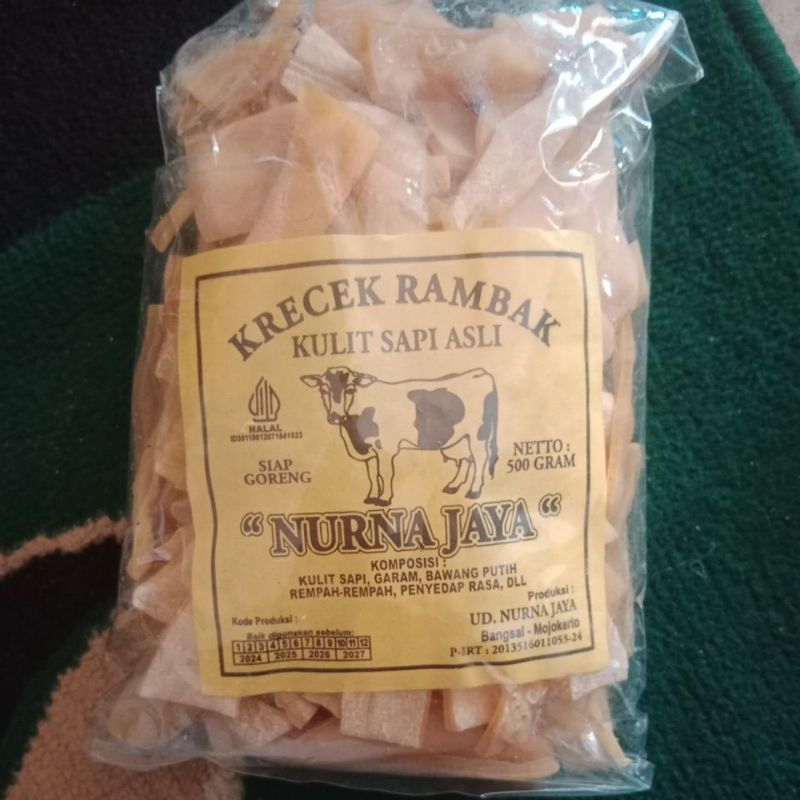 KRECEK RAMBAK
KULIT SAPI ASLI
HALAL
SIAP
GORENG
NETTO :
500 GRAM
“ NURNA JAYA “
KOMPOSISI :
KULIT SAPI, GARAM, BAWANG PUTIH
REMPAH-REMPAH, PENYEDAP RASA, DLL
Kode Produksi :
Baik digunakan sebelum:
1 2 3 4 5 6 7 8 9 10 11 12
2024 2025 2026 2027
Produksi :
UD. NURNA JAYA
Bangsal - Mojokerto
P-IRT : 2013516011055-24